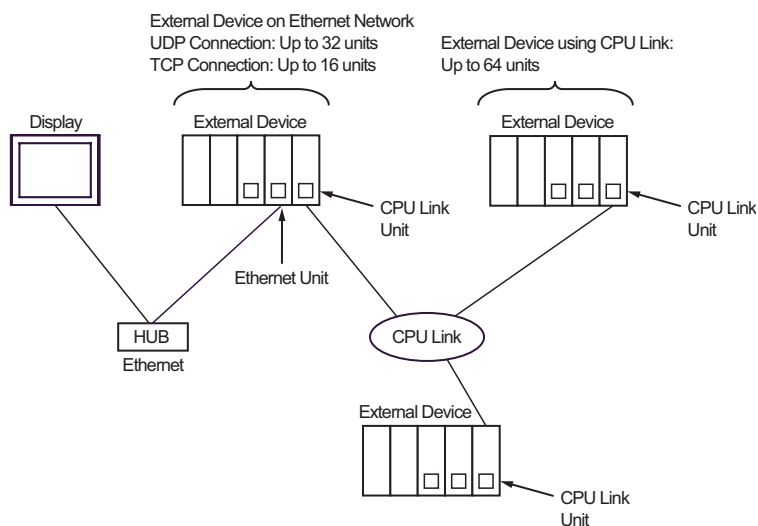 External Device on Ethernet Network
UDP Connection: Up to 32 units
TCP Connection: Up to 16 units
External Device using CPU Link:
Up to 64 units
Display
External Device
External Device
CPU Link
Unit
CPU Link
Unit
Ethernet Unit
HUB
Ethernet
CPU Link
External Device
CPU Link
Unit